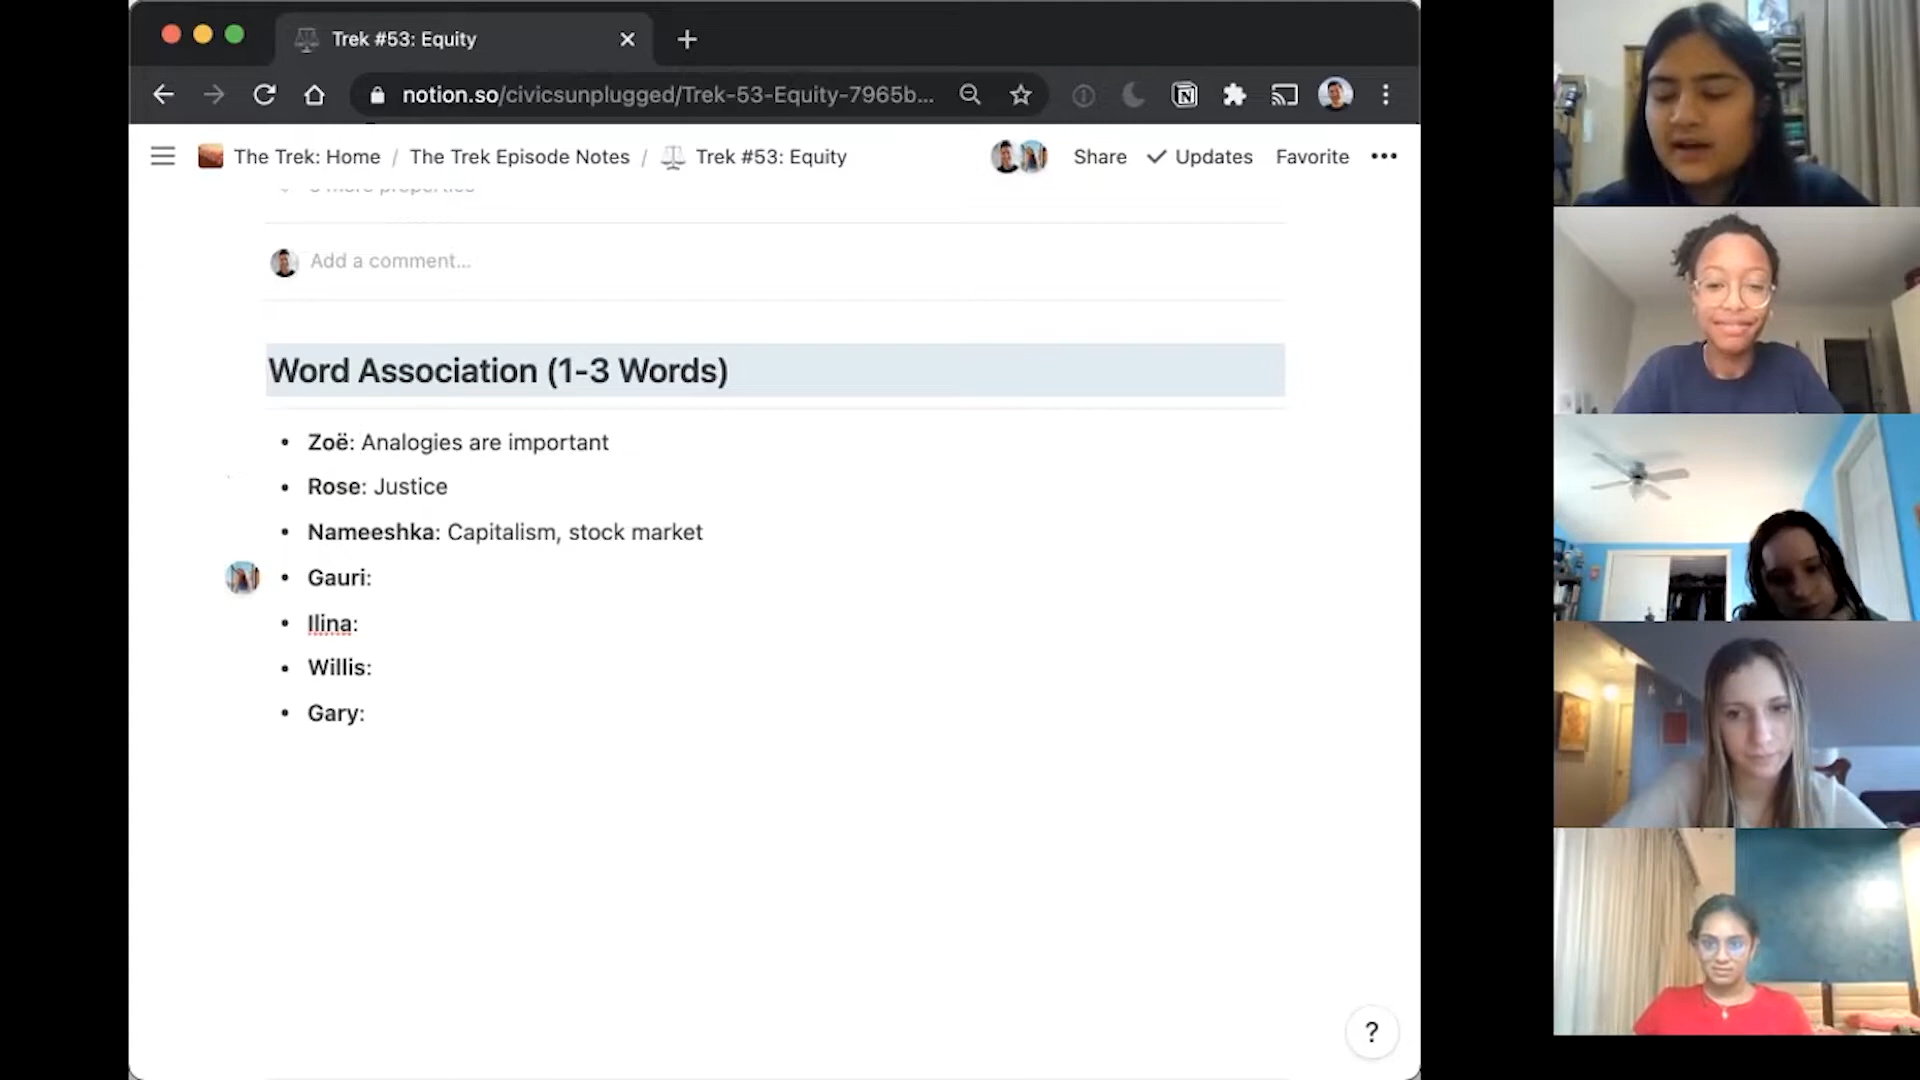 Trek #53: Equity
notion.so/civicsunplugged/Trek-53-Equity-7965b...
The Trek: Home / The Trek Episode Notes / Trek #53: Equity
Share Updates Favorite
more properties
Add a comment...
Word Association (1-3 Words)
Zoë: Analogies are important
Rose: Justice
Nameeshka: Capitalism, stock market
Gauri:
Ilina:
Willis:
Gary:
?